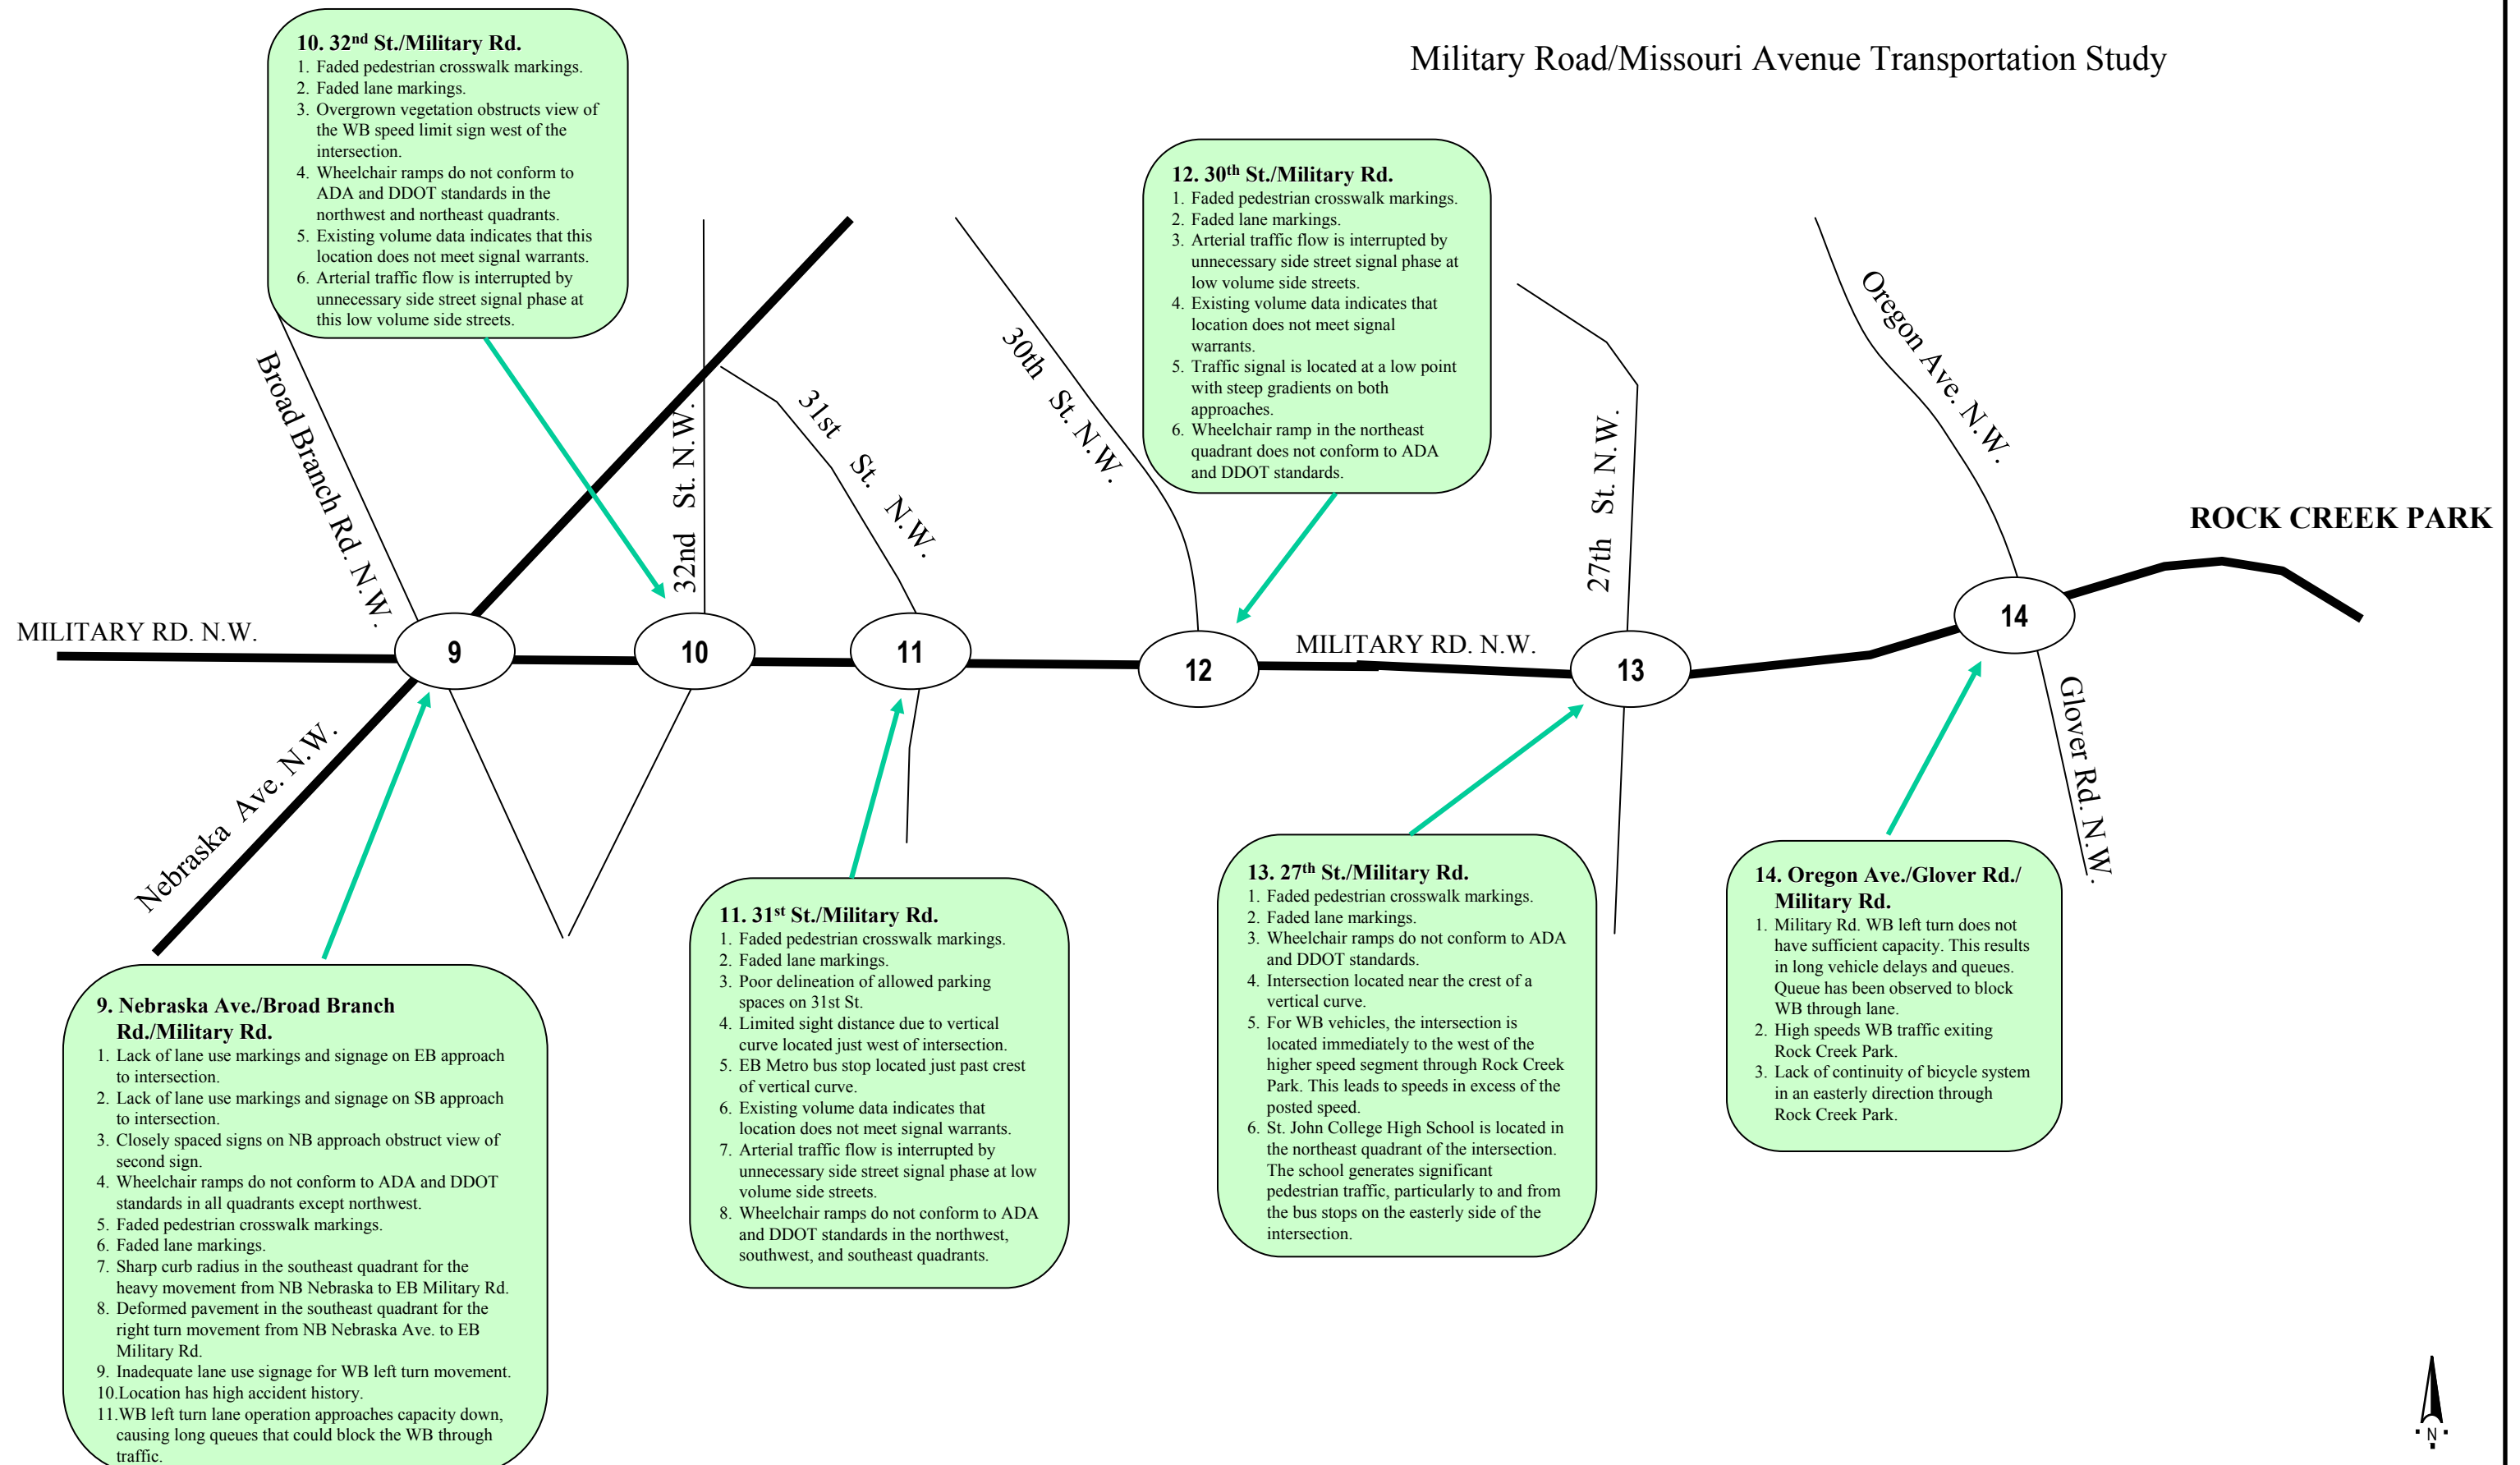 Military Road/Missouri Avenue Transportation Study
10. 32nd St./Military Rd.
1. Faded pedestrian crosswalk markings.
2. Faded lane markings.
3. Overgrown vegetation obstructs view of
the WB speed limit sign west of the
intersection.
4. Wheelchair ramps do not conform to
ADA and DDOT standards in the
northwest and northeast quadrants.
5. Existing volume data indicates that this
location does not meet signal warrants.
6. Arterial traffic flow is interrupted by
unnecessary side street signal phase at
this low volume side streets.
12. 30th St./Military Rd.
1. Faded pedestrian crosswalk markings.
2. Faded lane markings.
3. Arterial traffic flow is interrupted by
unnecessary side street signal phase at
low volume side streets.
4. Existing volume data indicates that
location does not meet signal
warrants.
5. Traffic signal is located at a low point
with steep gradients on both
approaches.
6. Wheelchair ramp in the northeast
quadrant does not conform to ADA
and DDOT standards.
Broad Branch Rd. N.W.
32nd St. N.W.
31st St. N.W.
30th St. N.W.
27th St. N.W.
Oregon Ave. N.W.
ROCK CREEK PARK
MILITARY RD. N.W.
MILITARY RD. N.W.
9
10
11
12
13
14
Nebraska Ave. N.W.
Glover Rd. N.W.
9. Nebraska Ave./Broad Branch
Rd./Military Rd.
1. Lack of lane use markings and signage on EB approach
to intersection.
2. Lack of lane use markings and signage on SB approach
to intersection.
3. Closely spaced signs on NB approach obstruct view of
second sign.
4. Wheelchair ramps do not conform to ADA and DDOT
standards in all quadrants except northwest.
5. Faded pedestrian crosswalk markings.
6. Faded lane markings.
7. Sharp curb radius in the southeast quadrant for the
heavy movement from NB Nebraska to EB Military Rd.
8. Deformed pavement in the southeast quadrant for the
right turn movement from NB Nebraska Ave. to EB
Military Rd.
9. Inadequate lane use signage for WB left turn movement.
10.Location has high accident history.
11.WB left turn lane operation approaches capacity down,
causing long queues that could block the WB through
traffic.
11. 31st St./Military Rd.
1. Faded pedestrian crosswalk markings.
2. Faded lane markings.
3. Poor delineation of allowed parking
spaces on 31st St.
4. Limited sight distance due to vertical
curve located just west of intersection.
5. EB Metro bus stop located just past crest
of vertical curve.
6. Existing volume data indicates that
location does not meet signal warrants.
7. Arterial traffic flow is interrupted by
unnecessary side street signal phase at low
volume side streets.
8. Wheelchair ramps do not conform to ADA
and DDOT standards in the northwest,
southwest, and southeast quadrants.
13. 27th St./Military Rd.
1. Faded pedestrian crosswalk markings.
2. Faded lane markings.
3. Wheelchair ramps do not conform to ADA
and DDOT standards.
4. Intersection located near the crest of a
vertical curve.
5. For WB vehicles, the intersection is
located immediately to the west of the
higher speed segment through Rock Creek
Park. This leads to speeds in excess of the
posted speed.
6. St. John College High School is located in
the northeast quadrant of the intersection.
The school generates significant
pedestrian traffic, particularly to and from
the bus stops on the easterly side of the
intersection.
14. Oregon Ave./Glover Rd./
Military Rd.
1. Military Rd. WB left turn does not
have sufficient capacity. This results
in long vehicle delays and queues.
Queue has been observed to block
WB through lane.
2. High speeds WB traffic exiting
Rock Creek Park.
3. Lack of continuity of bicycle system
in an easterly direction through
Rock Creek Park.
N